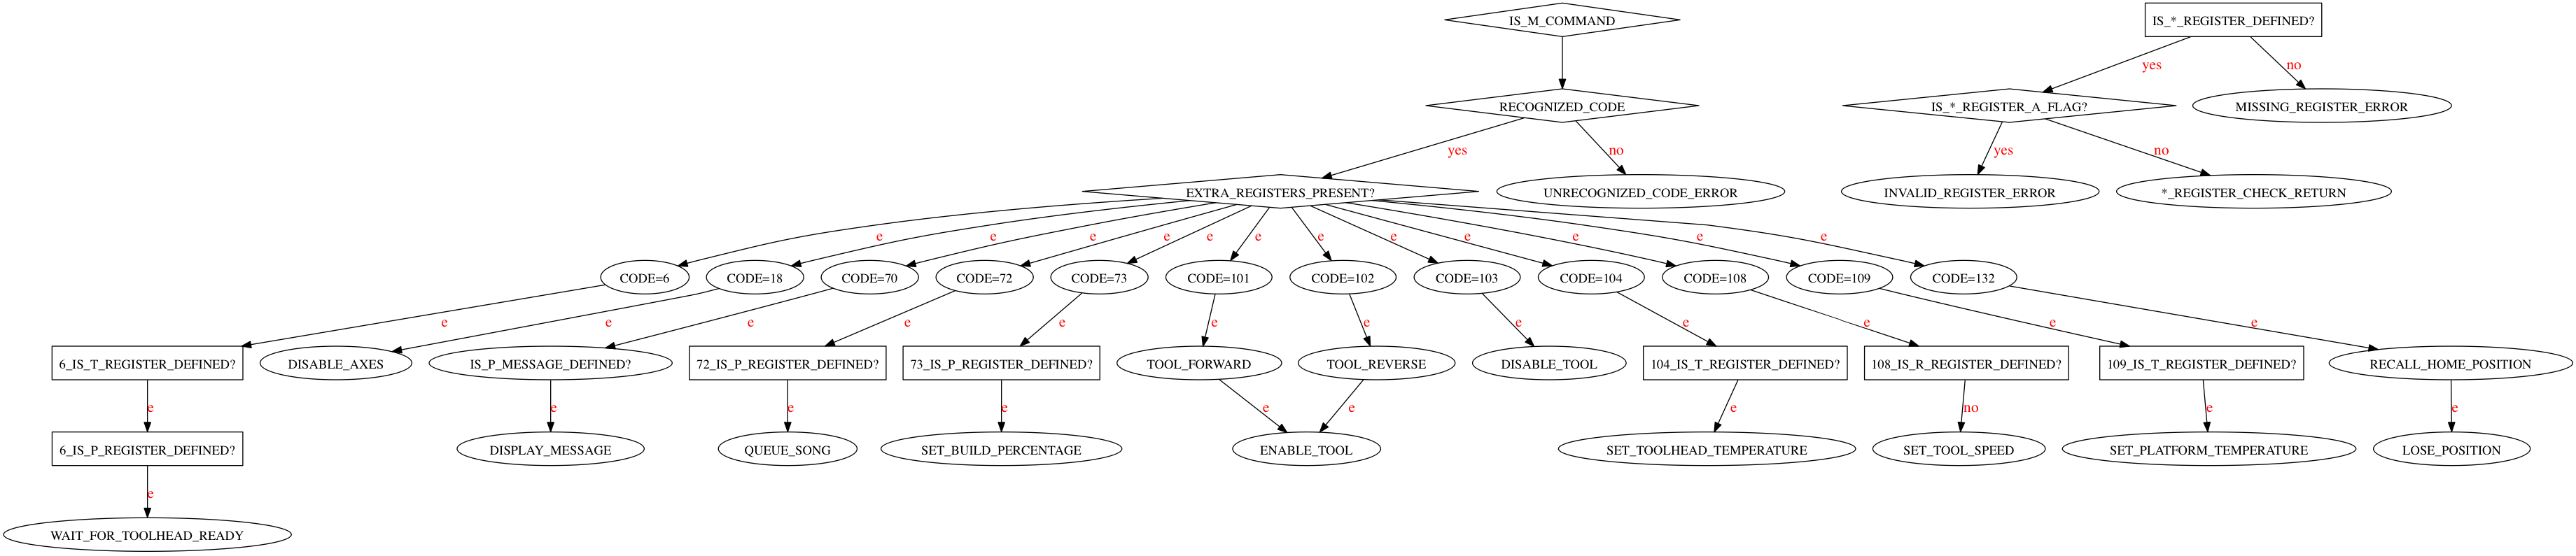 IS_M_COMMAND
IS_*_REGISTER_DEFINED?
yes
no
RECOGNIZED_CODE
IS_*_REGISTER_A_FLAG?
MISSING_REGISTER_ERROR
yes
no
yes
no
EXTRA_REGISTERS_PRESENT?
UNRECOGNIZED_CODE_ERROR
INVALID_REGISTER_ERROR
*_REGISTER_CHECK_RETURN
e
e
e
e
e
e
e
e
e
e
e
e
CODE=6
CODE=18
CODE=70
CODE=72
CODE=73
CODE=101
CODE=102
CODE=103
CODE=104
CODE=108
CODE=109
CODE=132
e
e
e
e
e
e
e
e
e
e
e
e
6_IS_T_REGISTER_DEFINED?
DISABLE_AXES
IS_P_MESSAGE_DEFINED?
72_IS_P_REGISTER_DEFINED?
73_IS_P_REGISTER_DEFINED?
TOOL_FORWARD
TOOL_REVERSE
DISABLE_TOOL
104_IS_T_REGISTER_DEFINED?
108_IS_R_REGISTER_DEFINED?
109_IS_T_REGISTER_DEFINED?
RECALL_HOME_POSITION
e
e
e
e
e
e
e
no
e
e
6_IS_P_REGISTER_DEFINED?
DISPLAY_MESSAGE
QUEUE_SONG
SET_BUILD_PERCENTAGE
ENABLE_TOOL
SET_TOOLHEAD_TEMPERATURE
SET_TOOL_SPEED
SET_PLATFORM_TEMPERATURE
LOSE_POSITION
e
WAIT_FOR_TOOLHEAD_READY